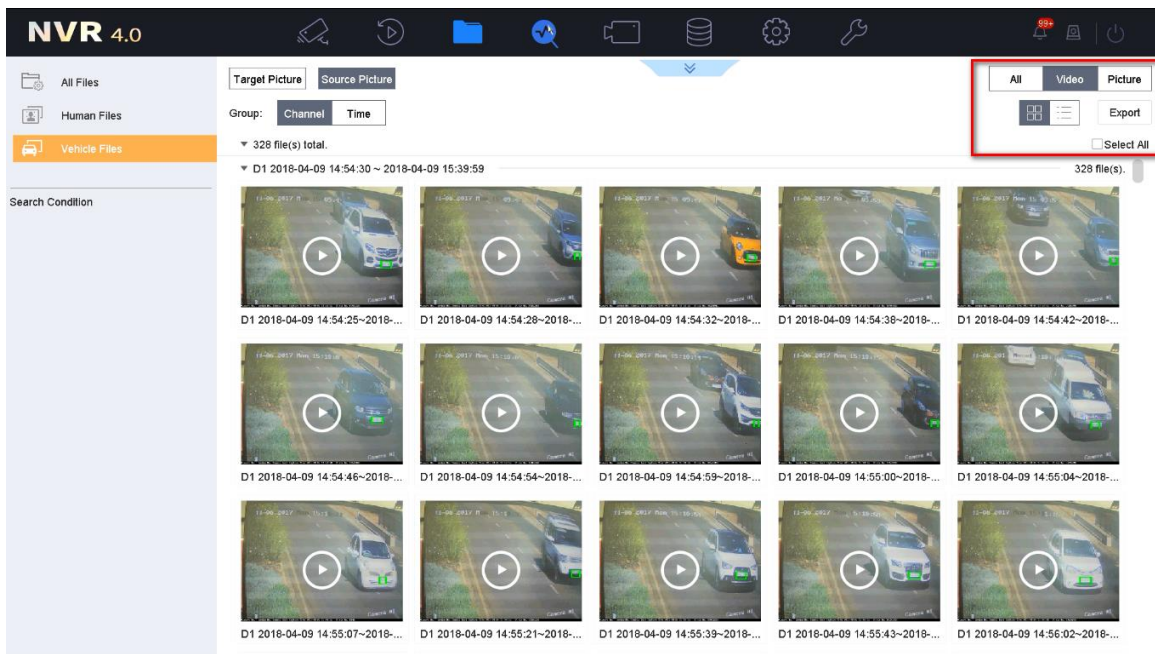 NVR 4.0
99+
All Files
Human Files
Vehicle Files
Search Condition
Target Picture Source Picture
All Video Picture
Group: Channel Time
Export
328 file(s) total.
Select All
D1 2018-04-09 14:54:30 ~ 2018-04-09 15:39:59
328 file(s).
D1 2018-04-09 14:54:25~2018-... D1 2018-04-09 14:54:28~2018-... D1 2018-04-09 14:54:32~2018-... D1 2018-04-09 14:54:38~2018-... D1 2018-04-09 14:54:42~2018-...
D1 2018-04-09 14:54:46~2018-... D1 2018-04-09 14:54:54~2018-... D1 2018-04-09 14:54:59~2018-... D1 2018-04-09 14:55:00~2018-... D1 2018-04-09 14:55:04~2018-...
D1 2018-04-09 14:55:07~2018-... D1 2018-04-09 14:55:21~2018-... D1 2018-04-09 14:55:39~2018-... D1 2018-04-09 14:55:43~2018-... D1 2018-04-09 14:56:02~2018-...